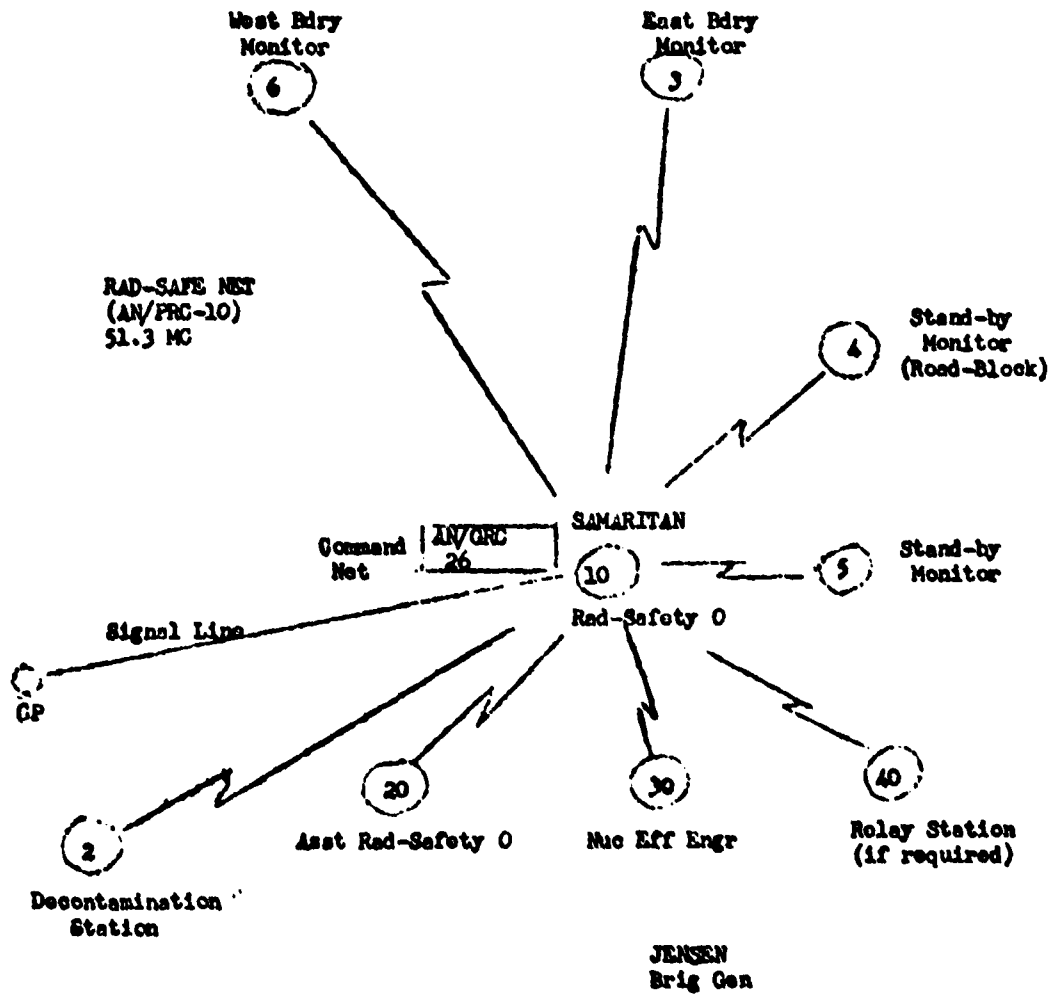 West Bdry
Monitor
6
East Bdry
Monitor
3
RAD-SAFE NET
(AN/PRC-10)
51.3 MC
Stand-by
Monitor
(Road-Block)
4
SAMARITAN
Command
Net
AN/GRC
26
10
Rad-Safety O
Stand-by
Monitor
5
Signal Line
CP
2
Decontamination
Station
20
Asst Rad-Safety O
30
Nuc Eff Engr
40
Relay Station
(if required)
JENSEN
Brig Gen